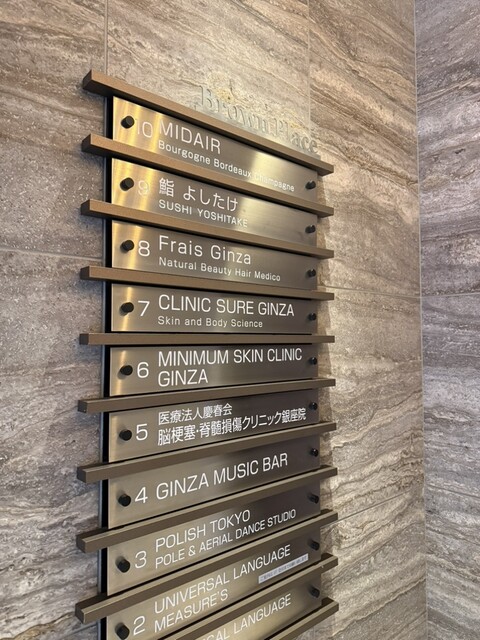 Brown Place
10 MIDAIR
Bourgogne Bordeaux Champagne
9 鮨 よしたけ
SUSHI YOSHITAKE
8 Frais Ginza
Natural Beauty Hair Medico
7 CLINIC SURE GINZA
Skin and Body Science
6 MINIMUM SKIN CLINIC
GINZA
5 医療法人慶春会
脳梗塞・脊髄損傷クリニック銀座院
4 GINZA MUSIC BAR
3 POLISH TOKYO
POLE & AERIAL DANCE STUDIO
2 UNIVERSAL LANGUAGE
MEASURE'S
LANGUAGE